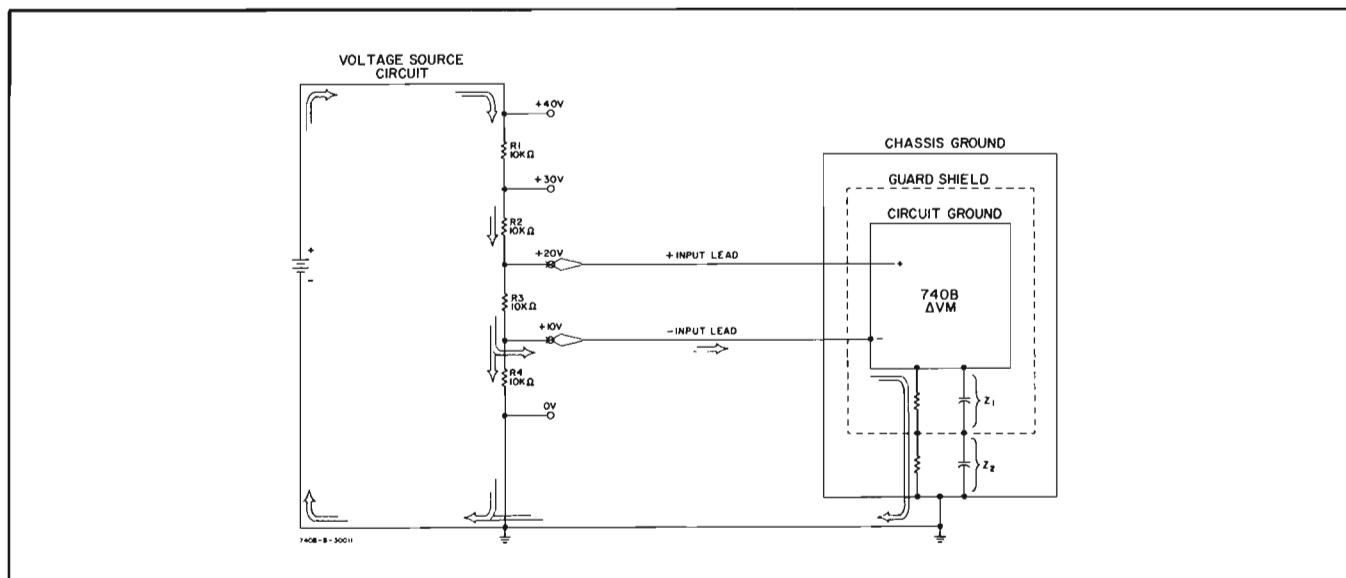 VOLTAGE SOURCE
CIRCUIT
+40V
R1
10KΩ
+30V
R2
10KΩ
+20V
+INPUT LEAD
R3
10KΩ
+10V
-INPUT LEAD
R4
10KΩ
0V
+
-
CHASSIS GROUND
GUARD SHIELD
CIRCUIT GROUND
+
740B
ΔVM
-
Z1
Z2
740B-B-30011